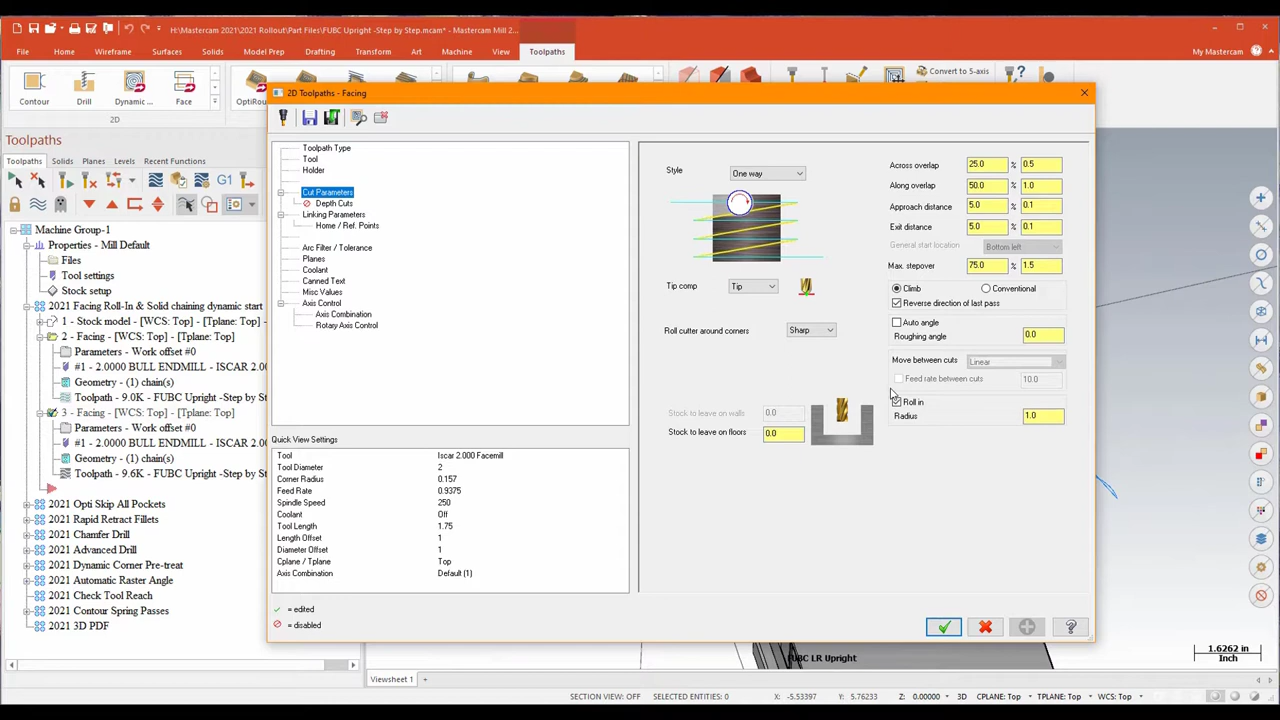 H:\Mastercam 2021\2021 Rollout\Part Files\FUBC Upright -Step by Step.mcam* - Mastercam Mill 2...
File Home Wireframe Surfaces Solids Model Prep Drafting Transform Art Machine View Toolpaths
My Mastercam
Contour Drill Dynamic ... Face OptiRou
Convert to 5-axis
2D
Toolpaths
Toolpaths Solids Planes Levels Recent Functions
G1
Machine Group-1
Properties - Mill Default
Files
Tool settings
Stock setup
2021 Facing Roll-In & Solid chaining dynamic start
1 - Stock model - [WCS: Top] - [Tplane: Top]
2 - Facing - [WCS: Top] - [Tplane: Top]
Parameters - Work offset #0
#1 - 2.0000 BULL ENDMILL - ISCAR 2.00
Geometry - (1) chain(s)
Toolpath - 9.6K - FUBC Upright -Step by St
3 - Facing - [WCS: Top] - [Tplane: Top]
Parameters - Work offset #0
#1 - 2.0000 BULL ENDMILL - ISCAR 2.00
Geometry - (1) chain(s)
Toolpath - 9.6K - FUBC Upright -Step by St
2021 Opti Skip All Pockets
2021 Rapid Retract Fillets
2021 Chamfer Drill
2021 Advanced Drill
2021 Dynamic Corner Pre-treat
2021 Automatic Raster Angle
2021 Check Tool Reach
2021 Contour Spring Passes
2021 3D PDF
2D Toolpaths - Facing
Toolpath Type
Tool
Holder
Cut Parameters
Depth Cuts
Linking Parameters
Home / Ref. Points
Arc Filter / Tolerance
Planes
Coolant
Canned Text
Misc Values
Axis Control
Axis Combination
Rotary Axis Control
Quick View Settings
Tool Iscar 2.000 Facemill
Tool Diameter 2
Corner Radius 0.157
Feed Rate 0.9375
Spindle Speed 250
Coolant Off
Tool Length 1.75
Length Offset 1
Diameter Offset 1
Cplane / Tplane Top
Axis Combination Default (1)
= edited
= disabled
Style One way
Tip comp Tip
Roll cutter around corners Sharp
Stock to leave on walls 0.0
Stock to leave on floors 0.0
Across overlap 25.0 % 0.5
Along overlap 50.0 % 1.0
Approach distance 5.0 % 0.1
Exit distance 5.0 % 0.1
General start location Bottom left
Max. stepover 75.0 % 1.5
Climb Conventional
Reverse direction of last pass
Auto angle
Roughing angle 0.0
Move between cuts Linear
Feed rate between cuts 10.0
Roll in
Radius 1.0
FUBC LR Upright
1.6262 in
Inch
Viewsheet 1 +
SECTION VIEW: OFF SELECTED ENTITIES: 0 X: -5.53397 Y: 5.76233 Z: 0.00000 3D CPLANE: Top TPLANE: Top WCS: Top